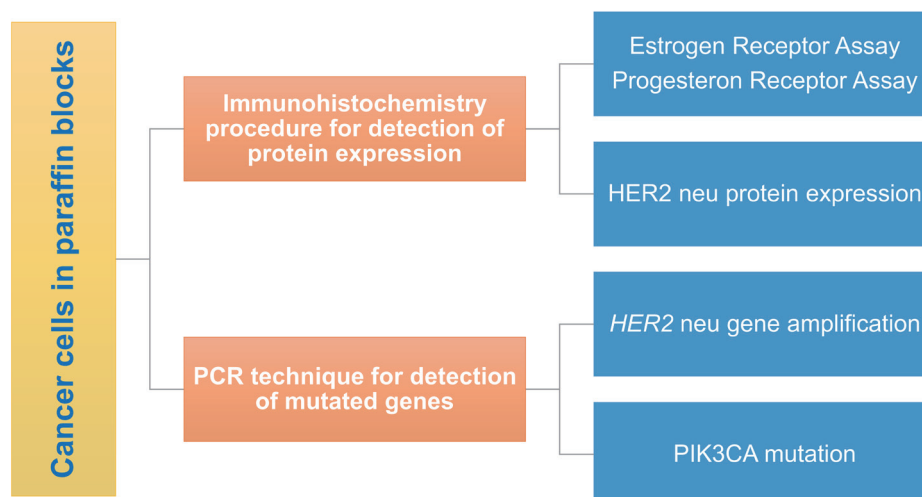 Cancer cells in paraffin blocks
Immunohistochemistry
procedure for detection of
protein expression
Estrogen Receptor Assay
Progesteron Receptor Assay
HER2 neu protein expression
PCR technique for detection
of mutated genes
HER2 neu gene amplification
PIK3CA mutation